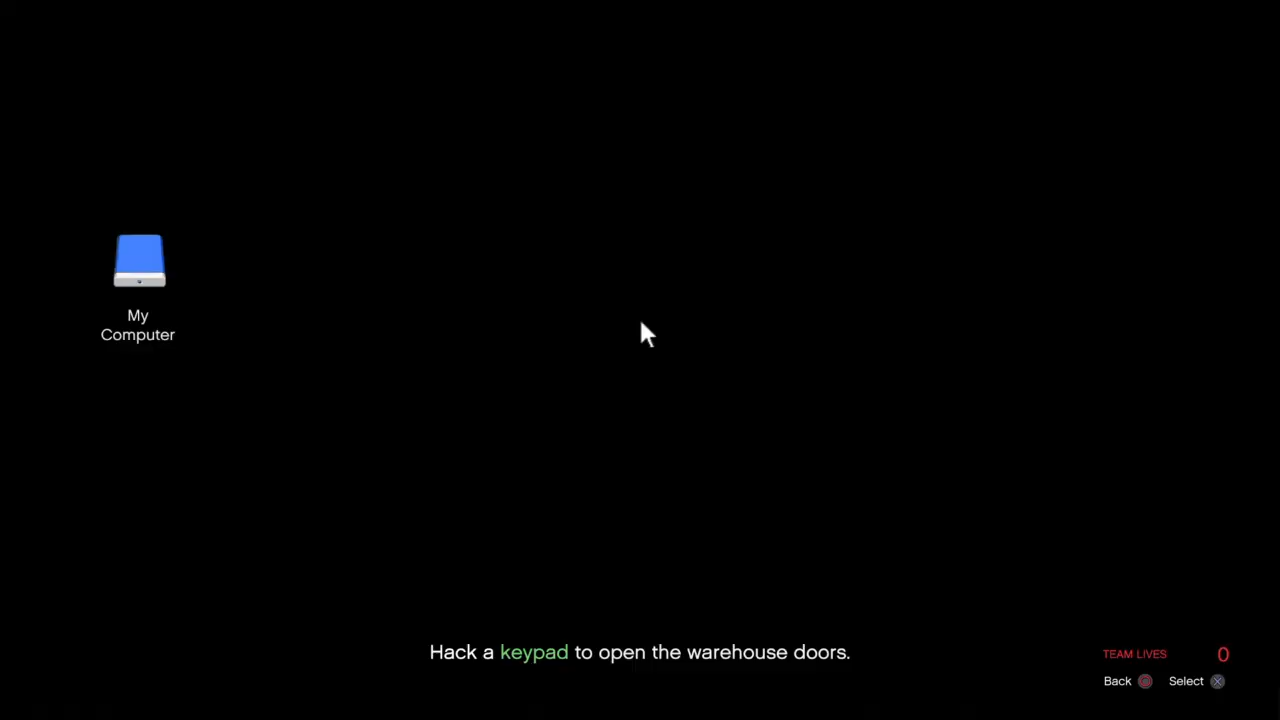 My
Computer
Hack a keypad to open the warehouse doors.
TEAM LIVES 0
Back Select